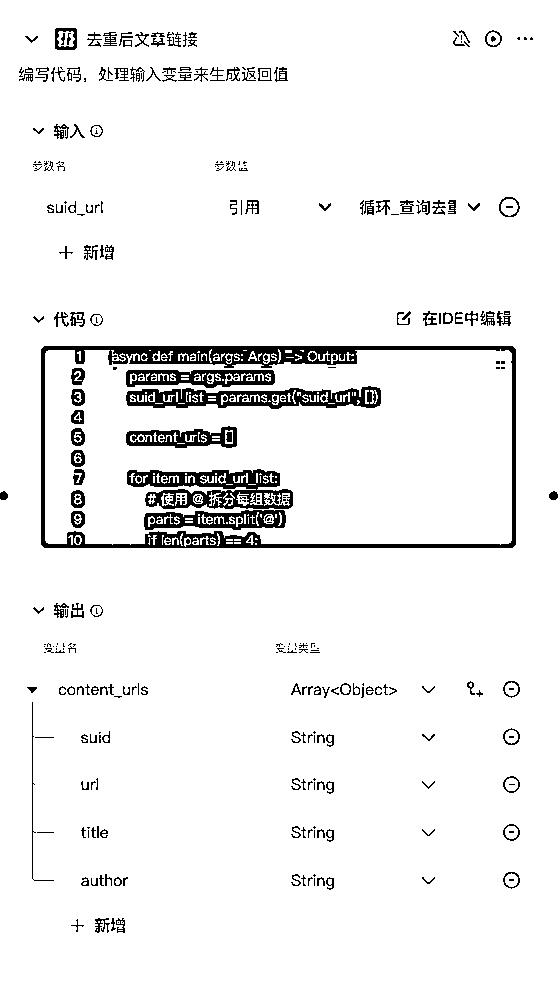 去重后文章链接
编写代码，处理输入变量来生成返回值
输入
参数名 参数值
suid_url 引用 循环_查询去重
新增
代码 在IDE中编辑
1 async def main(args: Args) -> Output:
2 params = args.params
3 suid_url_list = params.get("suid_url", [])
4
5 content_urls = []
6
7 for item in suid_url_list:
8 # 使用 @ 拆分每组数据
9 parts = item.split('@')
10 if len(parts) == 4:
输出
变量名 变量类型
content_urls Array<Object>
suid String
url String
title String
author String
新增